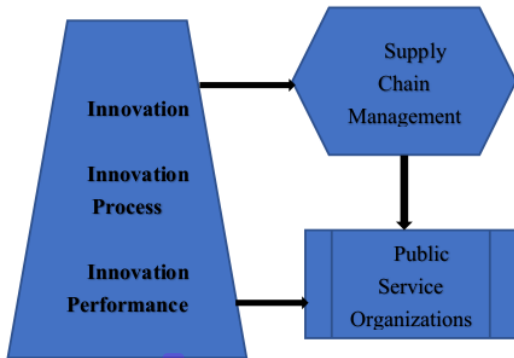 Innovation
Innovation
Process
Innovation
Performance
Supply
Chain
Management
Public
Service
Organizations